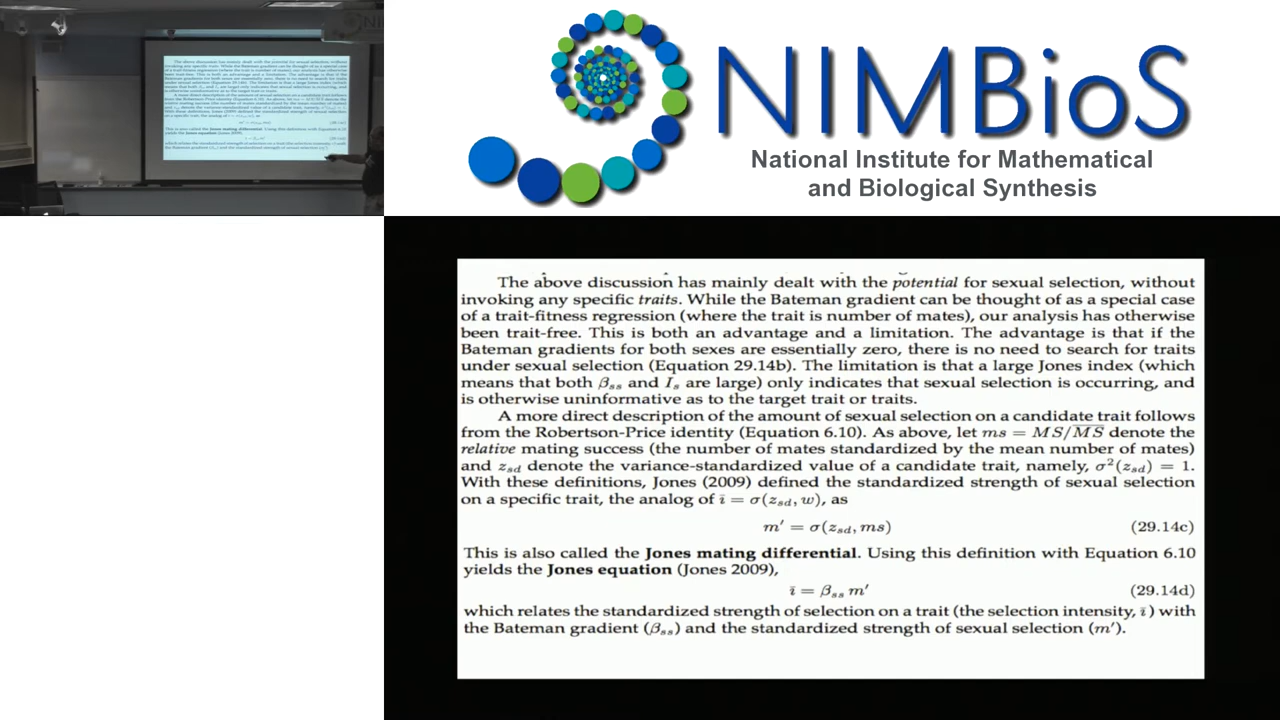 NIMBioS
National Institute for Mathematical
and Biological Synthesis
The above discussion has mainly dealt with the potential for sexual selection, without
invoking any specific traits. While the Bateman gradient can be thought of as a special case
of a trait-fitness regression (where the trait is number of mates), our analysis has otherwise
been trait-free. This is both an advantage and a limitation. The advantage is that if the
Bateman gradients for both sexes are essentially zero, there is no need to search for traits
under sexual selection (Equation 29.14b). The limitation is that a large Jones index (which
means that both βss and Is are large) only indicates that sexual selection is occurring, and
is otherwise uninformative as to the target trait or traits.
A more direct description of the amount of sexual selection on a candidate trait follows
from the Robertson-Price identity (Equation 6.10). As above, let ms = MS/M̅S̅ denote the
relative mating success (the number of mates standardized by the mean number of mates)
and zsd denote the variance-standardized value of a candidate trait, namely, σ²(zsd) = 1.
With these definitions, Jones (2009) defined the standardized strength of sexual selection
on a specific trait, the analog of ῑ = σ(zsd, w), as
m′ = σ(zsd, ms) (29.14c)
This is also called the Jones mating differential. Using this definition with Equation 6.10
yields the Jones equation (Jones 2009),
ῑ = βss m′ (29.14d)
which relates the standardized strength of selection on a trait (the selection intensity, ῑ) with
the Bateman gradient (βss) and the standardized strength of sexual selection (m′).